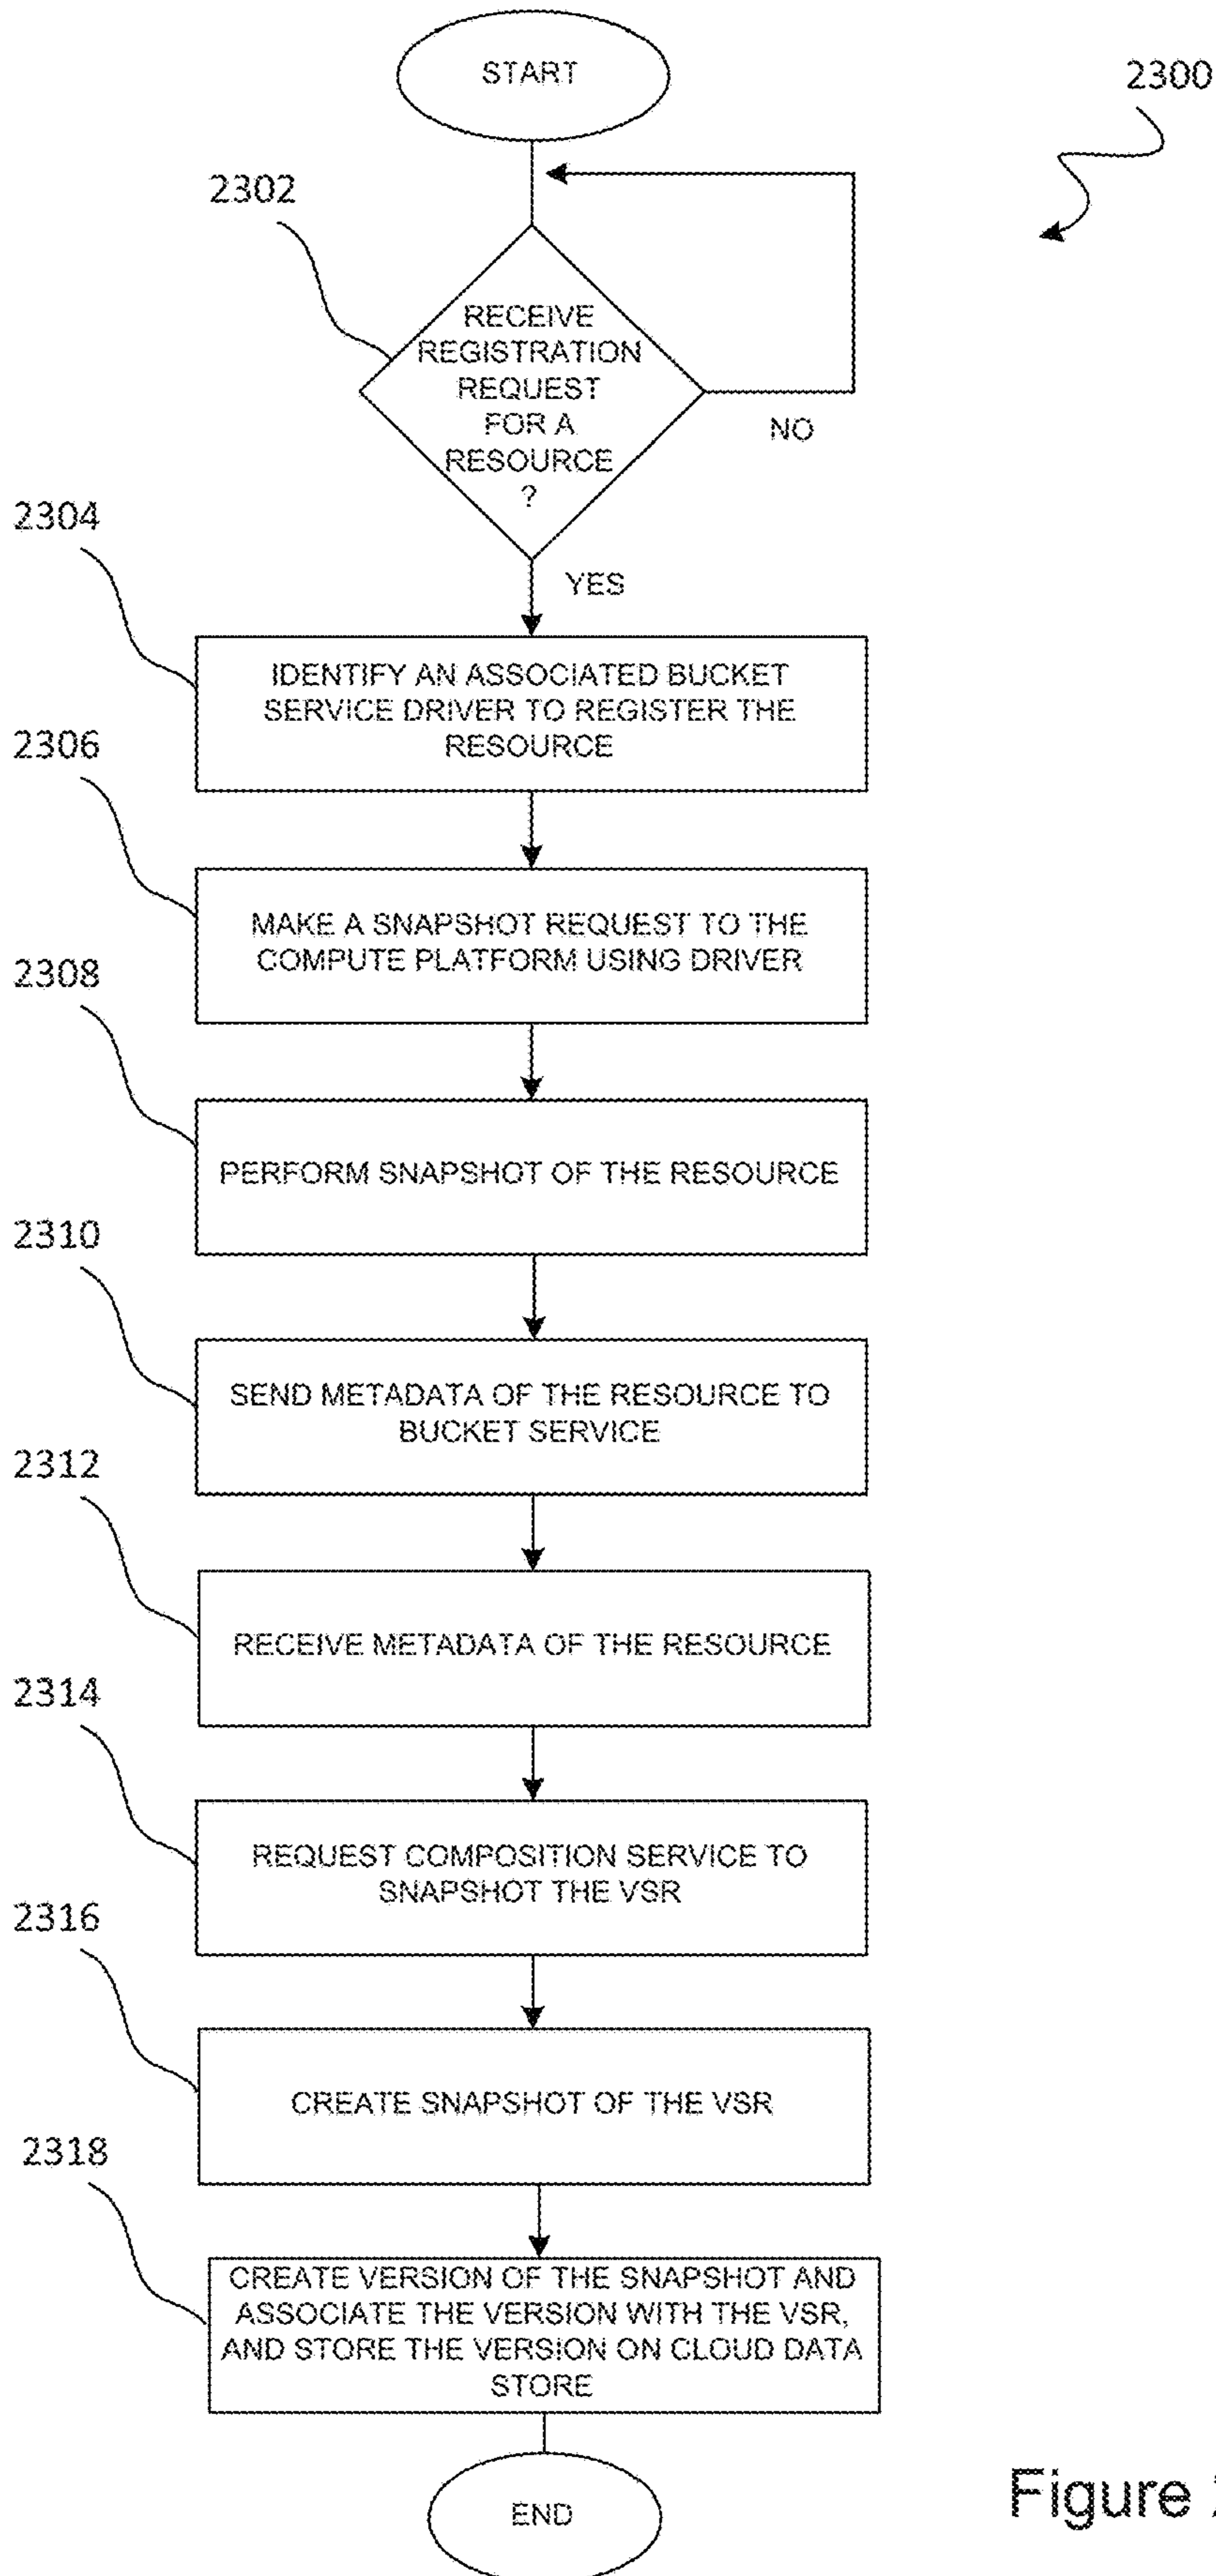 START
2300
2302
RECEIVE
REGISTRATION
REQUEST
FOR A
RESOURCE
?
NO
2304
YES
IDENTIFY AN ASSOCIATED BUCKET
SERVICE DRIVER TO REGISTER THE
RESOURCE
2306
MAKE A SNAPSHOT REQUEST TO THE
COMPUTE PLATFORM USING DRIVER
2308
PERFORM SNAPSHOT OF THE RESOURCE
2310
SEND METADATA OF THE RESOURCE TO
BUCKET SERVICE
2312
RECEIVE METADATA OF THE RESOURCE
2314
REQUEST COMPOSITION SERVICE TO
SNAPSHOT THE VSR
2316
CREATE SNAPSHOT OF THE VSR
2318
CREATE VERSION OF THE SNAPSHOT AND
ASSOCIATE THE VERSION WITH THE VSR,
AND STORE THE VERSION ON CLOUD DATA
STORE
END
Figure